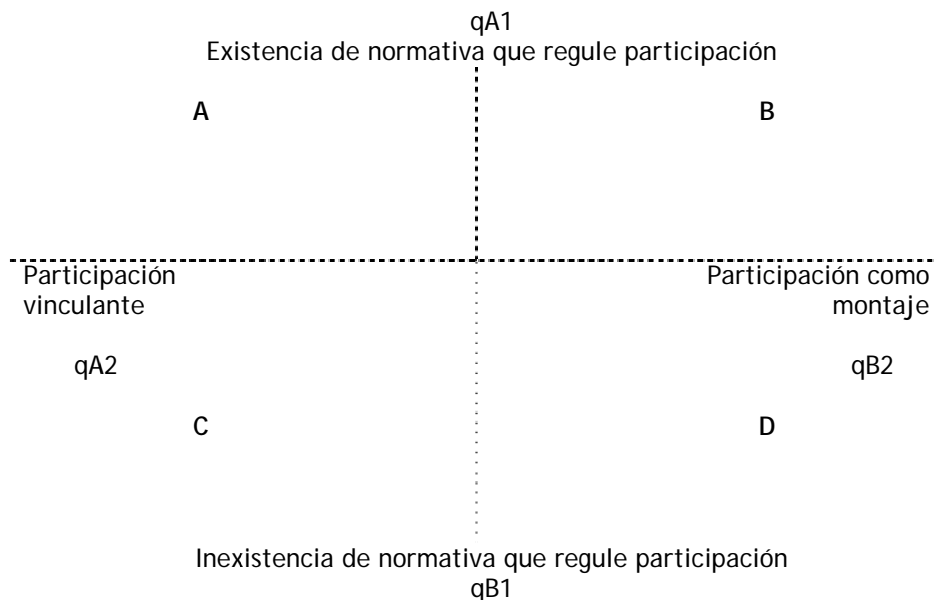 qA1
Existencia de normativa que regule participación
A
B
Participación
vinculante
Participación como
montaje
qA2
qB2
C
D
Inexistencia de normativa que regule participación
qB1